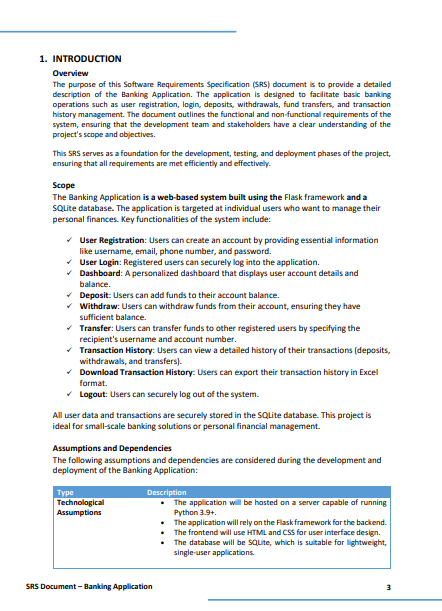 1. INTRODUCTION
Overview
The purpose of this Software Requirements Specification (SRS) document is to provide a detailed
description of the Banking Application. The application is designed to facilitate basic banking
operations such as user registration, login, deposits, withdrawals, fund transfers, and transaction
history management. The document outlines the functional and non-functional requirements of the
system, ensuring that the development team and stakeholders have a clear understanding of the
project's scope and objectives.
This SRS serves as a foundation for the development, testing, and deployment phases of the project,
ensuring that all requirements are met efficiently and effectively.
Scope
The Banking Application is a web-based system built using the Flask framework and a
SQLite database. The application is targeted at individual users who want to manage their
personal finances. Key functionalities of the system include:
✓ User Registration: Users can create an account by providing essential information
like username, email, phone number, and password.
✓ User Login: Registered users can securely log into the application.
✓ Dashboard: A personalized dashboard that displays user account details and
balance.
✓ Deposit: Users can add funds to their account balance.
✓ Withdraw: Users can withdraw funds from their account, ensuring they have
sufficient balance.
✓ Transfer: Users can transfer funds to other registered users by specifying the
recipient's username and account number.
✓ Transaction History: Users can view a detailed history of their transactions (deposits,
withdrawals, and transfers).
✓ Download Transaction History: Users can export their transaction history in Excel
format.
✓ Logout: Users can securely log out of the system.
All user data and transactions are securely stored in the SQLite database. This project is
ideal for small-scale banking solutions or personal financial management.
Assumptions and Dependencies
The following assumptions and dependencies are considered during the development and
deployment of the Banking Application:
Type Description
Technological Assumptions
• The application will be hosted on a server capable of running
Python 3.9+.
• The application will rely on the Flask framework for the backend.
• The frontend will use HTML and CSS for user interface design.
• The database will be SQLite, which is suitable for lightweight,
single-user applications.
SRS Document – Banking Application 3